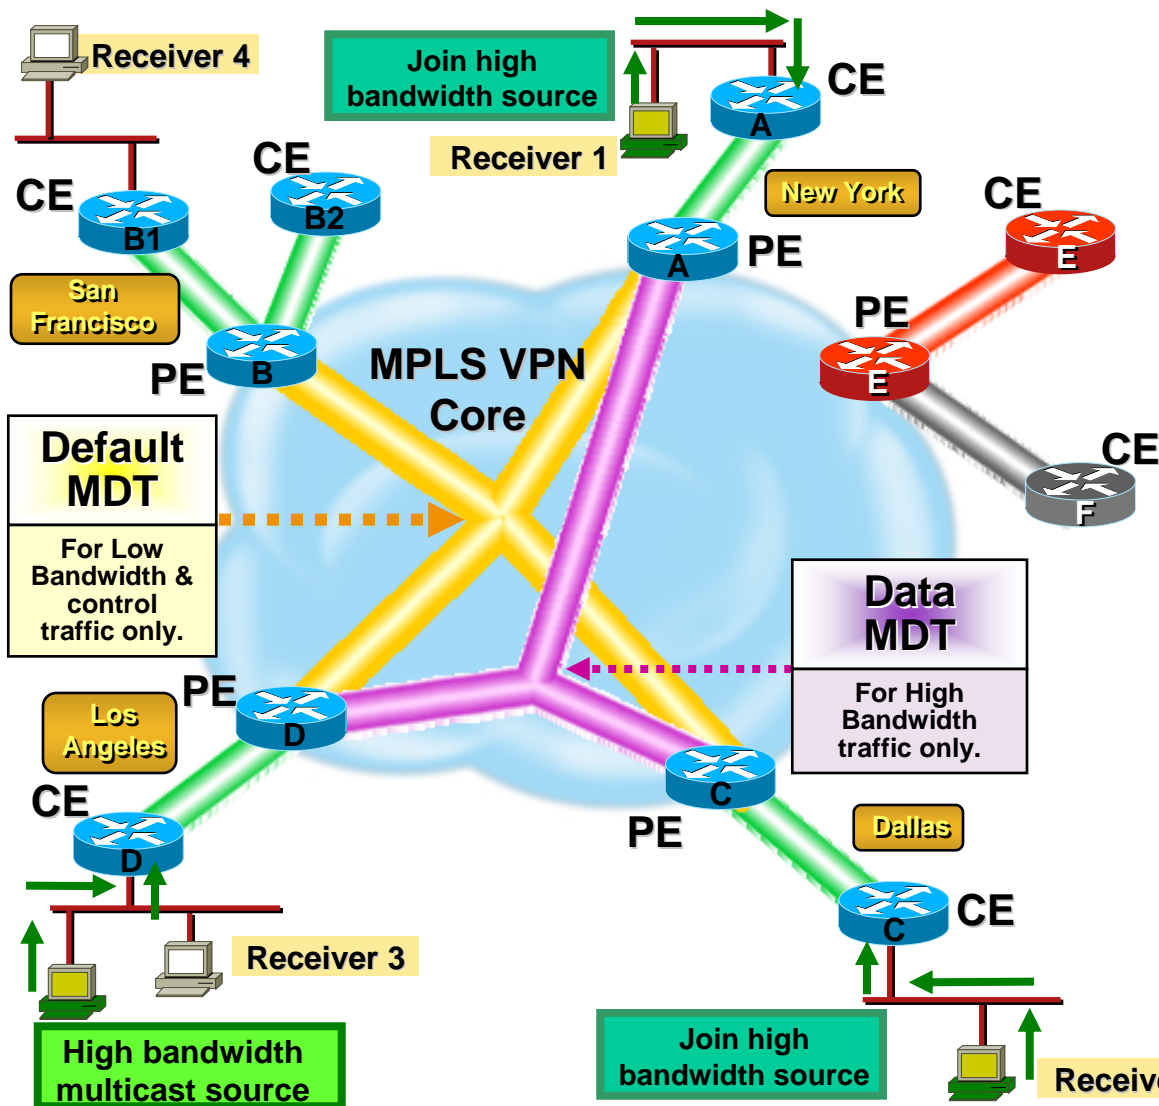 Receiver 4
Join high
bandwidth source
CE
A
Receiver 1
CE
CE
B1
B2
New York
CE
E
San
Francisco
A
PE
PE
E
PE
B
MPLS VPN
Core
Default
MDT
For Low
Bandwidth &
control
traffic only.
CE
F
Data
MDT
For High
Bandwidth
traffic only.
PE
D
Los
Angeles
C
PE
CE
D
Dallas
C
CE
Receiver 3
High bandwidth
multicast source
Join high
bandwidth source